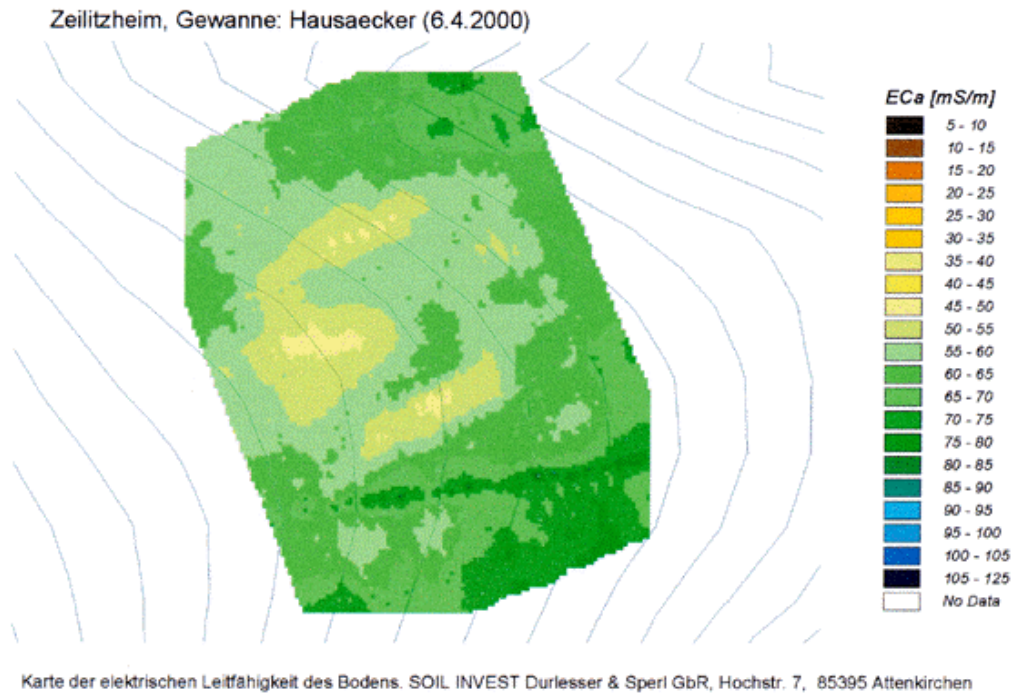 Zeilitzheim, Gewanne: Hausaecker (6.4.2000)
ECa [mS/m]
5 - 10
10 - 15
15 - 20
20 - 25
25 - 30
30 - 35
35 - 40
40 - 45
45 - 50
50 - 55
55 - 60
60 - 65
65 - 70
70 - 75
75 - 80
80 - 85
85 - 90
90 - 95
95 - 100
100 - 105
105 - 125
No Data
Karte der elektrischen Leitfähigkeit des Bodens. SOIL INVEST Durlesser & Sperl GbR, Hochstr. 7, 85395 Attenkirchen